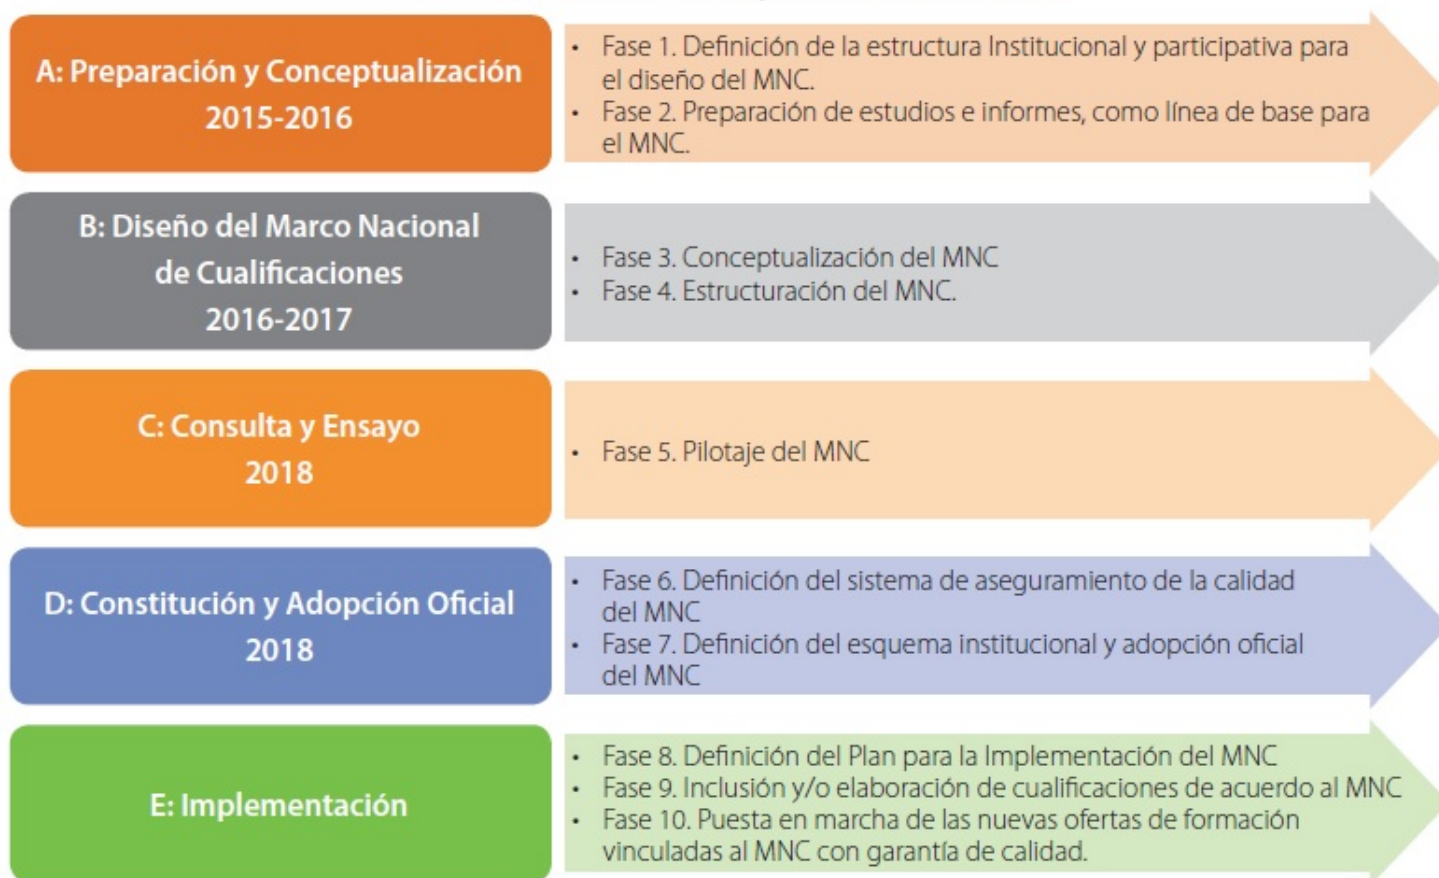 A: Preparación y Conceptualización
2015-2016
• Fase 1. Definición de la estructura Institucional y participativa para
el diseño del MNC.
• Fase 2. Preparación de estudios e informes, como línea de base para
el MNC.
B: Diseño del Marco Nacional
de Cualificaciones
2016-2017
• Fase 3. Conceptualización del MNC
• Fase 4. Estructuración del MNC.
C: Consulta y Ensayo
2018
• Fase 5. Pilotaje del MNC
D: Constitución y Adopción Oficial
2018
• Fase 6. Definición del sistema de aseguramiento de la calidad
del MNC
• Fase 7. Definición del esquema institucional y adopción oficial
del MNC
E: Implementación
• Fase 8. Definición del Plan para la Implementación del MNC
• Fase 9. Inclusión y/o elaboración de cualificaciones de acuerdo al MNC
• Fase 10. Puesta en marcha de las nuevas ofertas de formación
vinculadas al MNC con garantía de calidad.